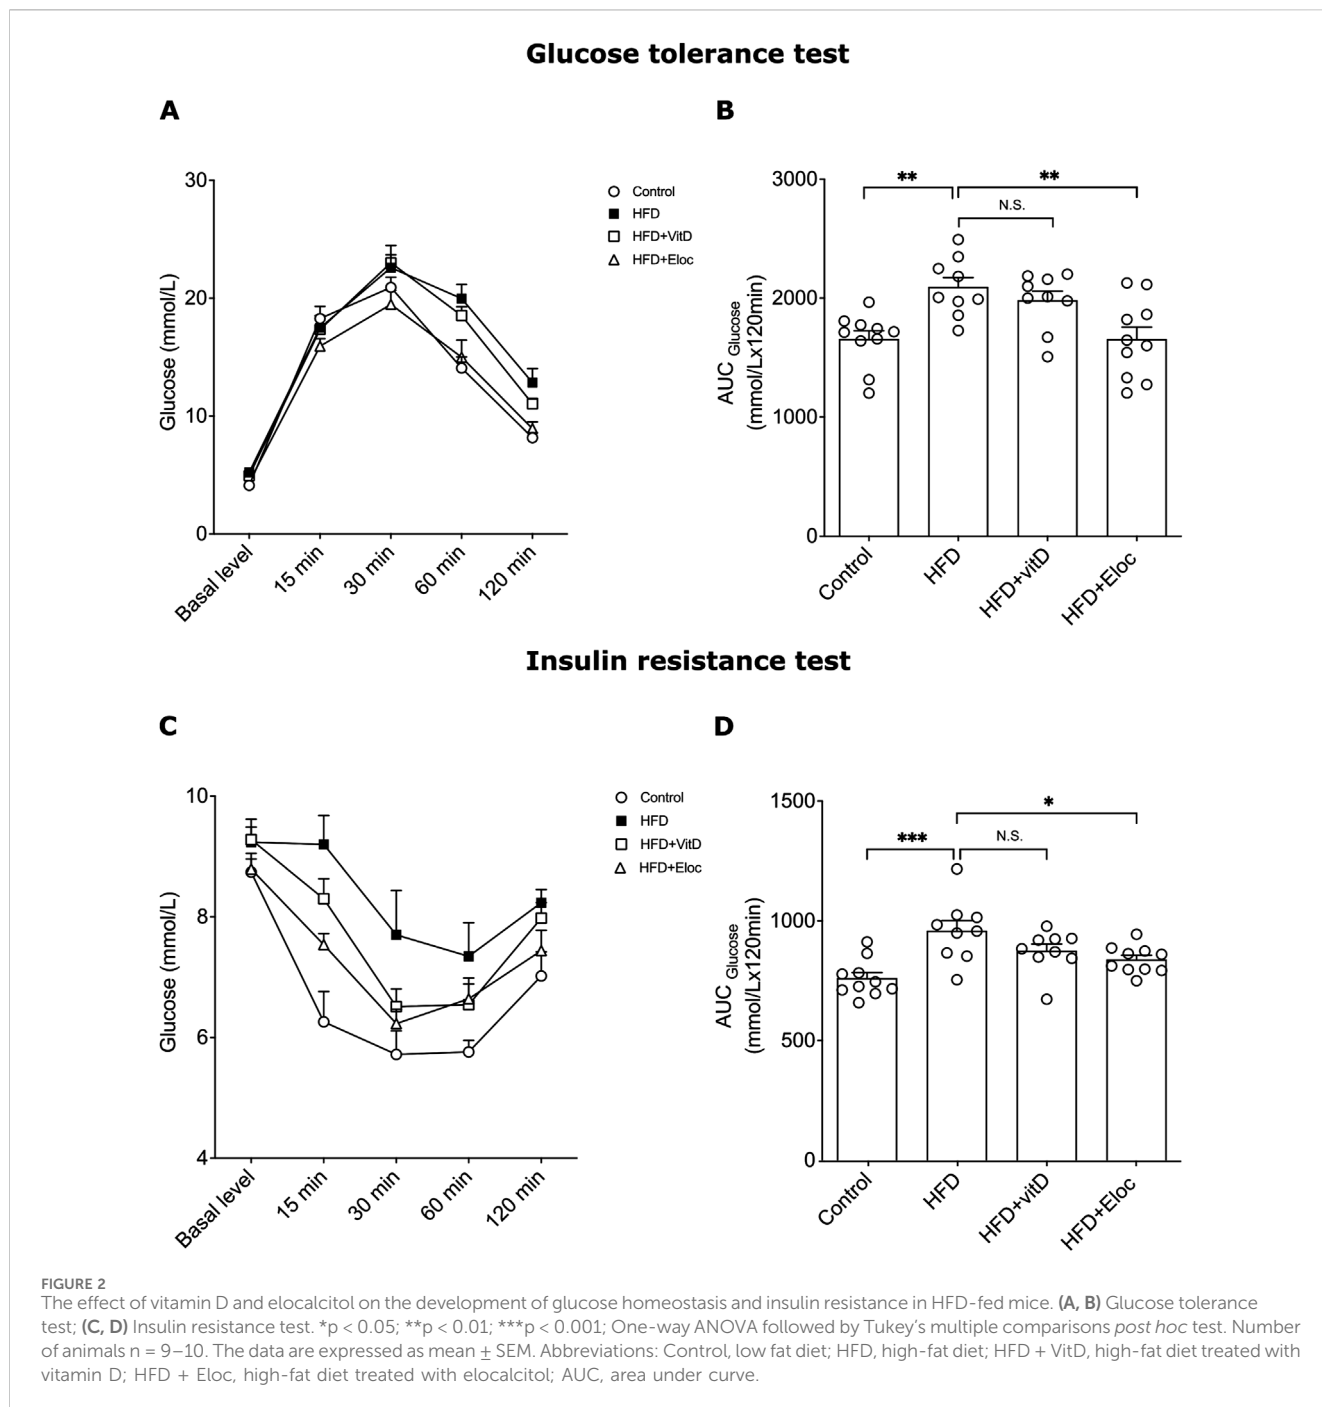 Glucose tolerance test
A
B
30
20
10
0
Glucose (mmol/L)
Basal level
15 min
30 min
60 min
120 min
Control
HFD
HFD+VitD
HFD+Eloc
3000
2000
1000
0
AUC Glucose
(mmol/Lx120min)
**
**
N.S.
Control
HFD
HFD+vitD
HFD+Eloc
Insulin resistance test
C
D
10
8
6
4
Glucose (mmol/L)
Basal level
15 min
30 min
60 min
120 min
Control
HFD
HFD+VitD
HFD+Eloc
1500
1000
500
0
AUC Glucose
(mmol/Lx120min)
*
***
N.S.
Control
HFD
HFD+vitD
HFD+Eloc
FIGURE 2
The effect of vitamin D and elocalcitol on the development of glucose homeostasis and insulin resistance in HFD-fed mice. (A, B) Glucose tolerance
test; (C, D) Insulin resistance test. *p < 0.05; **p < 0.01; ***p < 0.001; One-way ANOVA followed by Tukey's multiple comparisons post hoc test. Number
of animals n = 9–10. The data are expressed as mean ± SEM. Abbreviations: Control, low fat diet; HFD, high-fat diet; HFD + VitD, high-fat diet treated with
vitamin D; HFD + Eloc, high-fat diet treated with elocalcitol; AUC, area under curve.